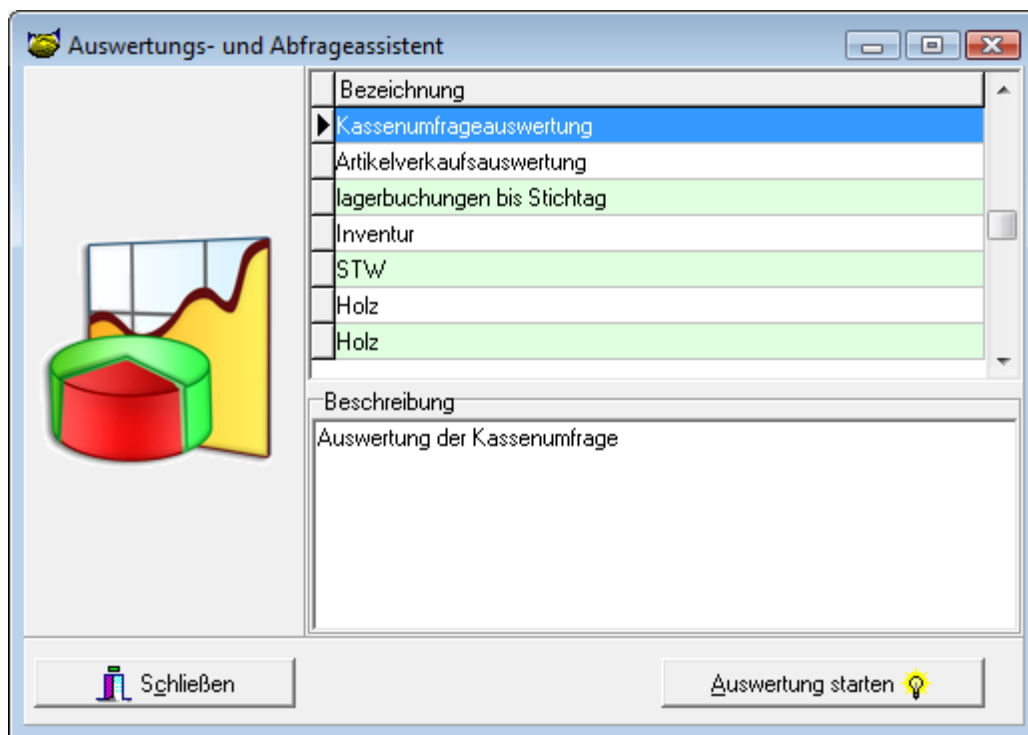 Auswertungs- und Abfrageassistent
Bezeichnung
Kassenumfrageauswertung
Artikelverkaufsauswertung
lagerbuchungen bis Stichtag
Inventur
STW
Holz
Holz
Beschreibung
Auswertung der Kassenumfrage
Schließen
Auswertung starten